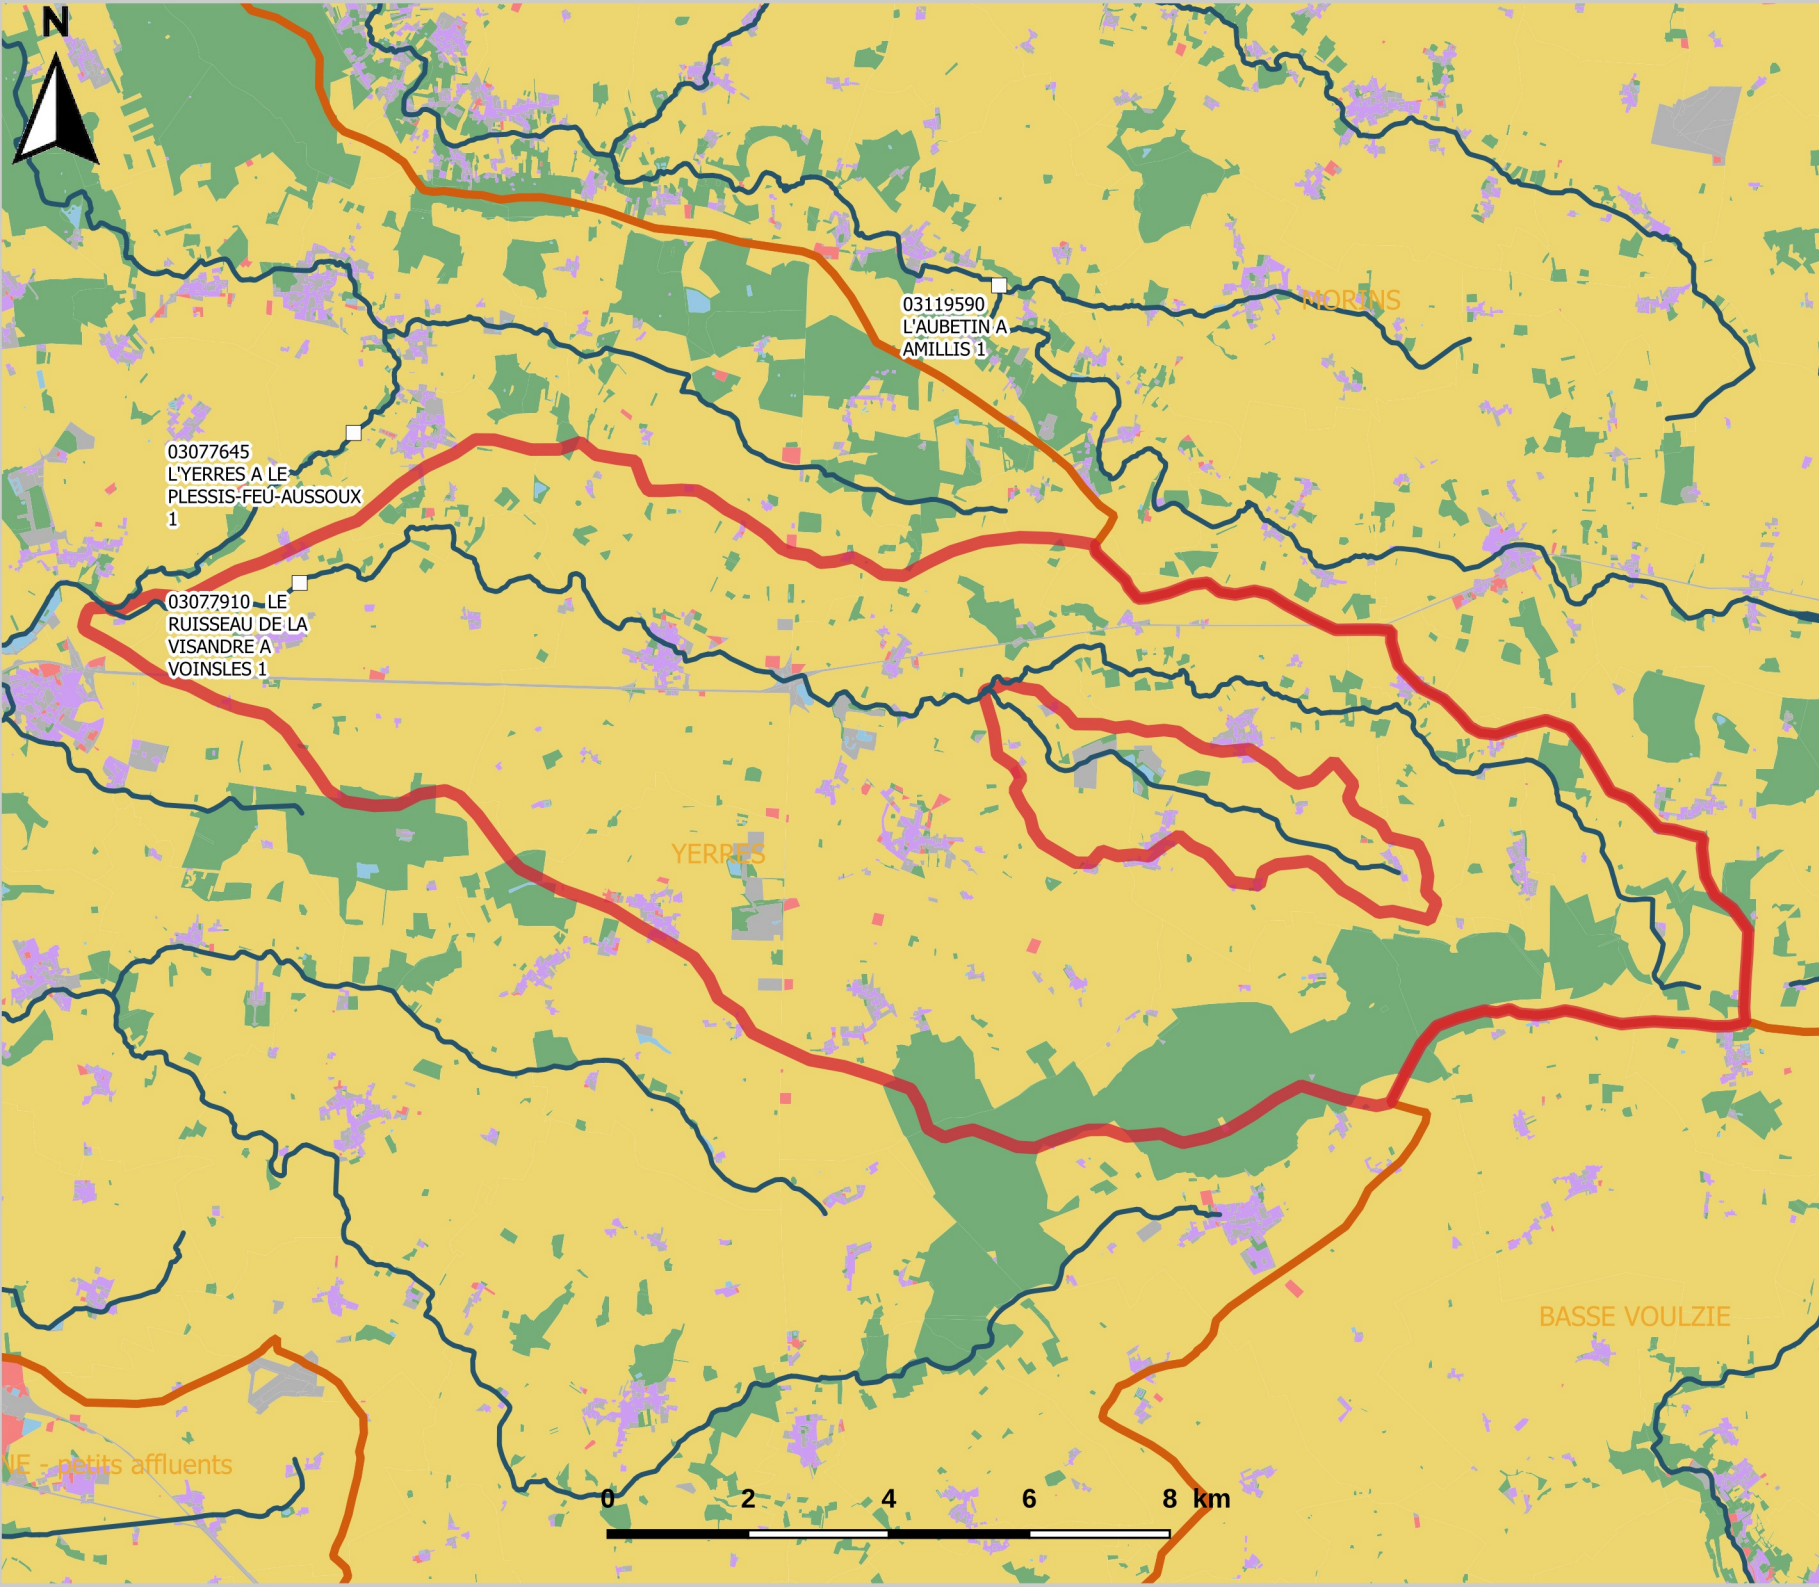 N
MORINS
03119590
L'AUBETIN A
AMILLIS 1
03077645
L'YERRES A LE
PLESSIS-FEU-AUSSOUX
1
03077910 LE
RUISSEAU DE LA
VISANDRE A
VOINSLES 1
YERRES
BASSE VOULZIE
NE - petits affluents
0 2 4 6 8 km